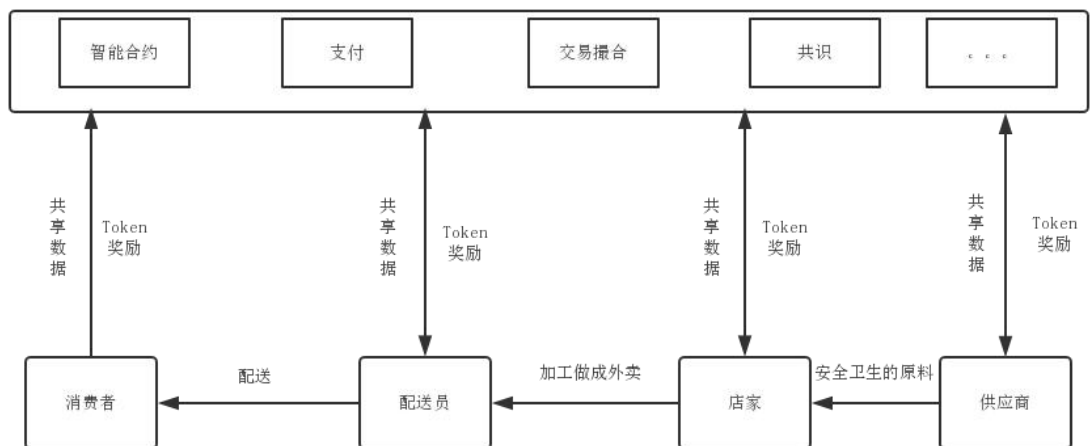 智能合约
支付
交易撮合
共识
。。。
共享数据
Token
奖励
共享数据
Token
奖励
共享数据
Token
奖励
共享数据
Token
奖励
配送
加工做成外卖
安全卫生的原料
消费者
配送员
店家
供应商